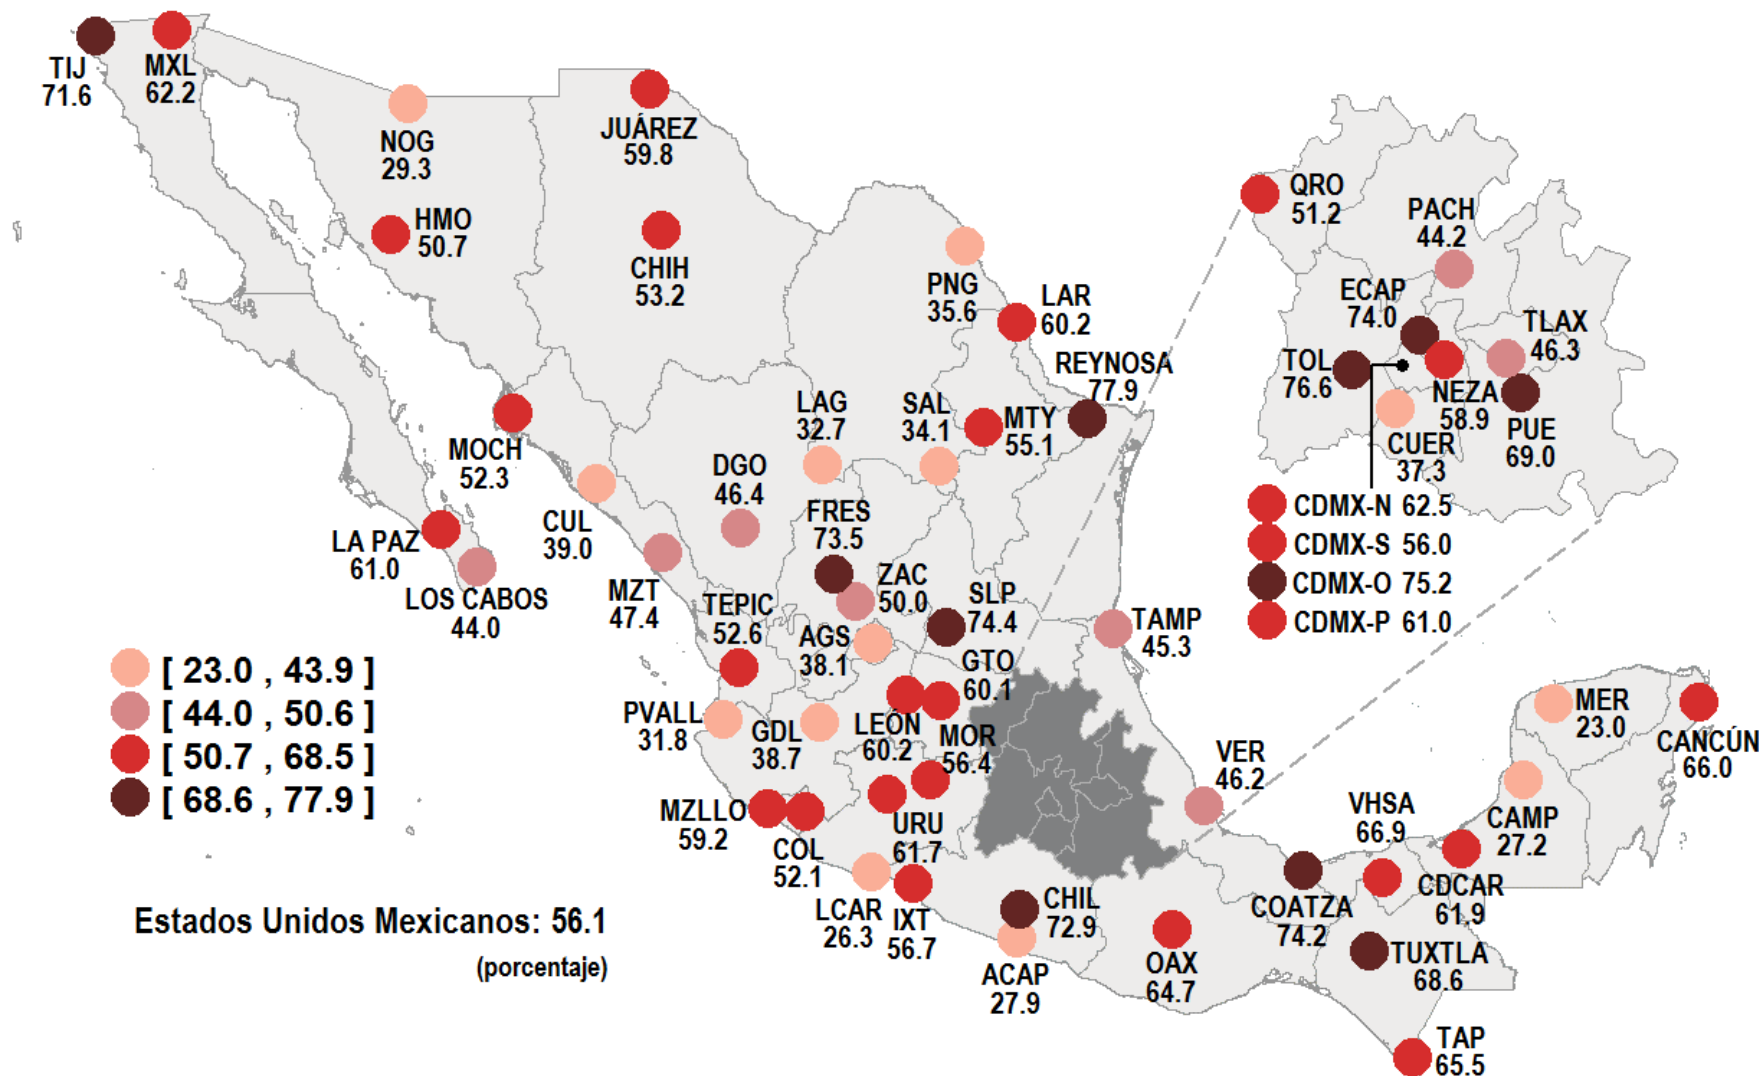 TIJ
71.6
MXL
62.2
NOG
29.3
HMO
50.7
JUÁREZ
59.8
CHIH
53.2
PNG
35.6
LAR
60.2
REYNOSA
77.9
LAG
32.7
SAL
34.1
MTY
55.1
MOCH
52.3
DGO
46.4
CUL
39.0
FRES
73.5
LA PAZ
61.0
LOS CABOS
44.0
MZT
47.4
TEPIC
52.6
ZAC
50.0
AGS
38.1
SLP
74.4
GTO
60.1
TAMP
45.3
PVALL
31.8
GDL
38.7
LEÓN
60.2
MOR
56.4
MZLLO
59.2
COL
52.1
URU
61.7
LCAR
26.3
IXT
56.7
CHIL
72.9
ACAP
27.9
OAX
64.7
VER
46.2
COATZA
74.2
VHSA
66.9
CDCAR
61.9
TUXTLA
68.6
TAP
65.5
CAMP
27.2
MER
23.0
CANCÚN
66.0
QRO
51.2
PACH
44.2
ECAP
74.0
TLAX
46.3
TOL
76.6
NEZA
58.9
CUER
37.3
PUE
69.0
CDMX-N 62.5
CDMX-S 56.0
CDMX-O 75.2
CDMX-P 61.0
[ 23.0 , 43.9 ]
[ 44.0 , 50.6 ]
[ 50.7 , 68.5 ]
[ 68.6 , 77.9 ]
Estados Unidos Mexicanos: 56.1
(porcentaje)